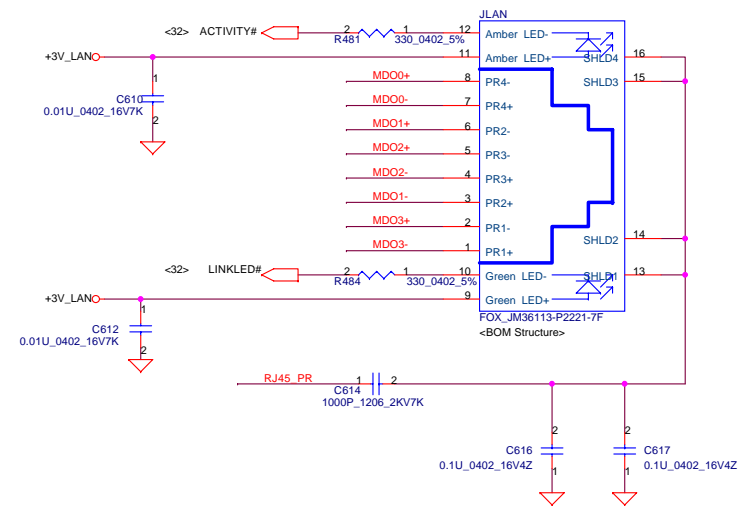 JLAN
<32> ACTIVITY# 2 1 12 Amber LED-
R481 330_0402_5%
+3V_LAN 11 Amber LED+ SHLD4 16
1 MDO0+ 8 PR4- SHLD3 15
C610
0.01U_0402_16V7K
2 MDO0- 7 PR4+
MDO1+ 6 PR2-
MDO2+ 5 PR3-
MDO2- 4 PR3+
MDO1- 3 PR2+
MDO3+ 2 PR1-
SHLD2 14
MDO3- 1 PR1+
<32> LINKLED# 2 1 10 Green LED- SHLD1 13
R484 330_0402_5%
+3V_LAN 9 Green LED+
1
C612
0.01U_0402_16V7K
2
FOX_JM36113-P2221-7F
<BOM Structure>
RJ45_PR 1 2
C614
1000P_1206_2KV7K
2 2
C616 C617
0.1U_0402_16V4Z 0.1U_0402_16V4Z
1 1